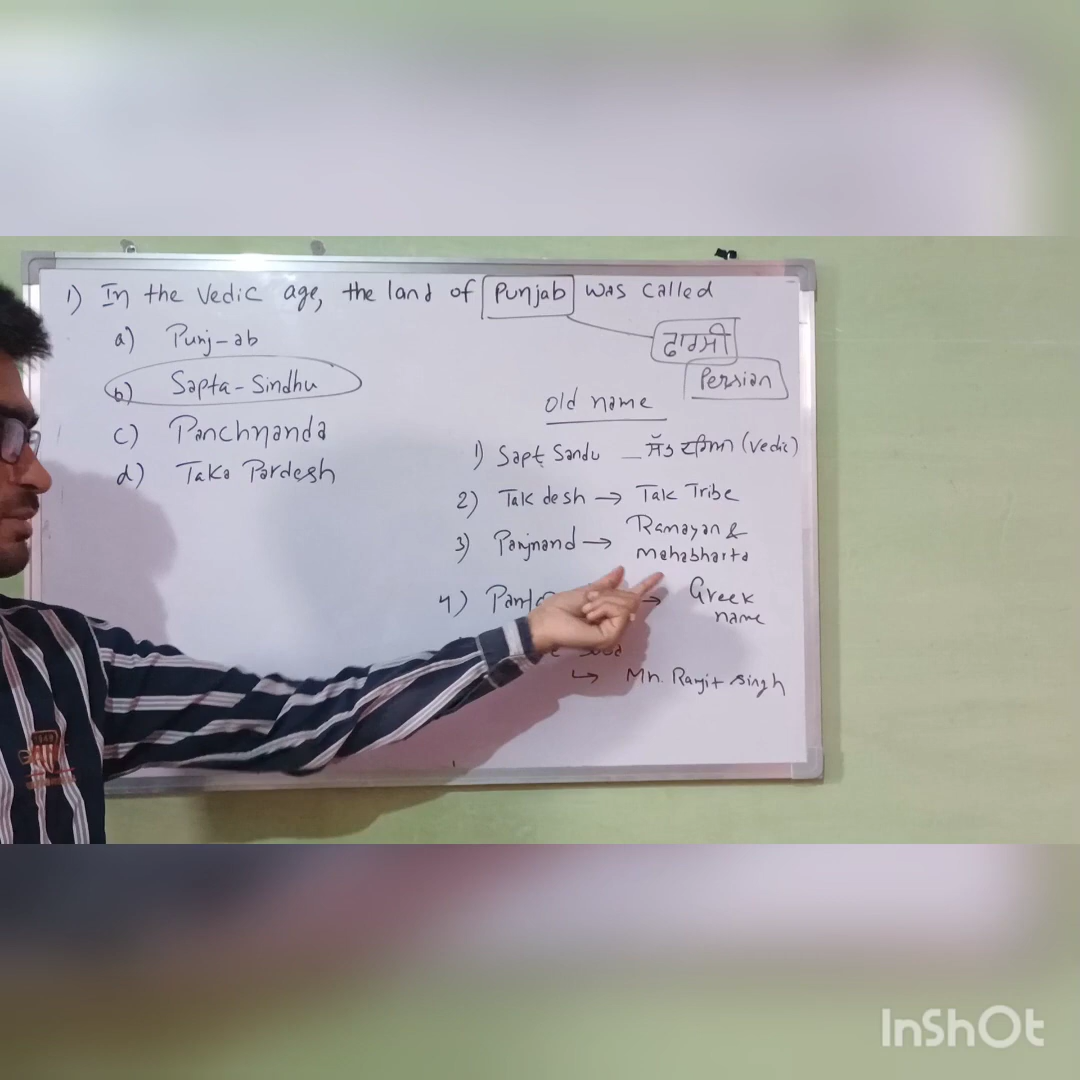 1) In the Vedic age, the land of Punjab was called
a) Punj-ab
b) Sapta-Sindhu
c) Panchnanda
d) Taka Pardesh
ਫਾਰਸੀ
Persian
Old name
1) Sapt Sandu — ਸੱਤ ਦਰਿਆ (Vedic)
2) Tak desh → Tak Tribe
3) Panjnand → Ramayan &
Mahabharta
4) → Greek
name
↳ Mh. Ranjit Singh
InShOt